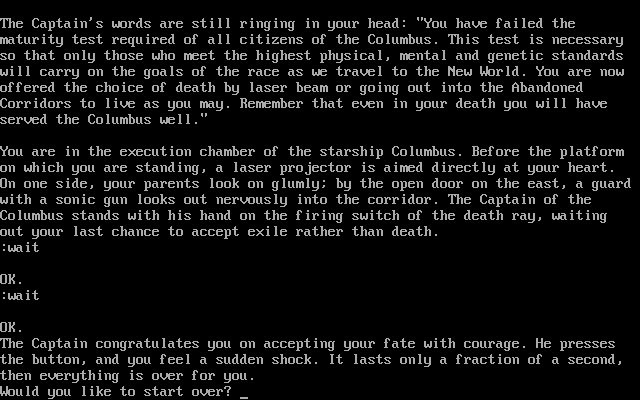 The Captain's words are still ringing in your head: "You have failed the
maturity test required of all citizens of the Columbus. This test is necessary
so that only those who meet the highest physical, mental and genetic standards
will carry on the goals of the race as we travel to the New World. You are now
offered the choice of death by laser beam or going out into the Abandoned
Corridors to live as you may. Remember that even in your death you will have
served the Columbus well."
You are in the execution chamber of the starship Columbus. Before the platform
on which you are standing, a laser projector is aimed directly at your heart.
On one side, your parents look on glumly; by the open door on the east, a guard
with a sonic gun looks out nervously into the corridor. The Captain of the
Columbus stands with his hand on the firing switch of the death ray, waiting
out your last chance to accept exile rather than death.
:wait
OK.
:wait
OK.
The Captain congratulates you on accepting your fate with courage. He presses
the button, and you feel a sudden shock. It lasts only a fraction of a second,
then everything is over for you.
Would you like to start over? _